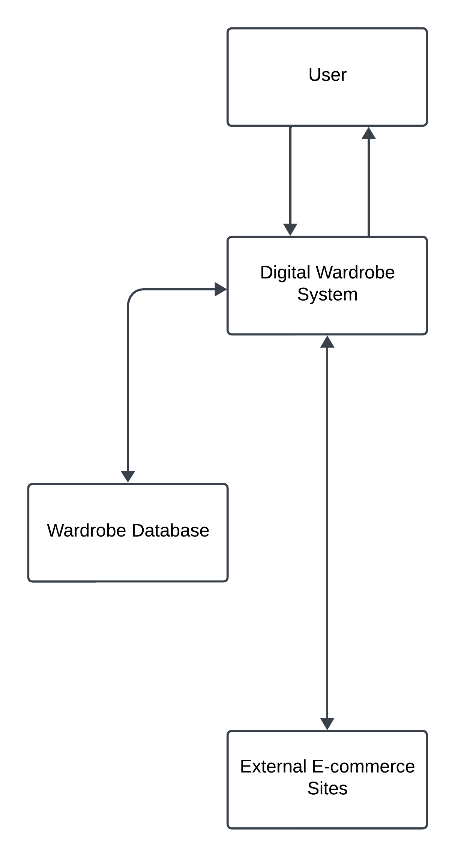 User
Digital Wardrobe
System
Wardrobe Database
External E-commerce
Sites